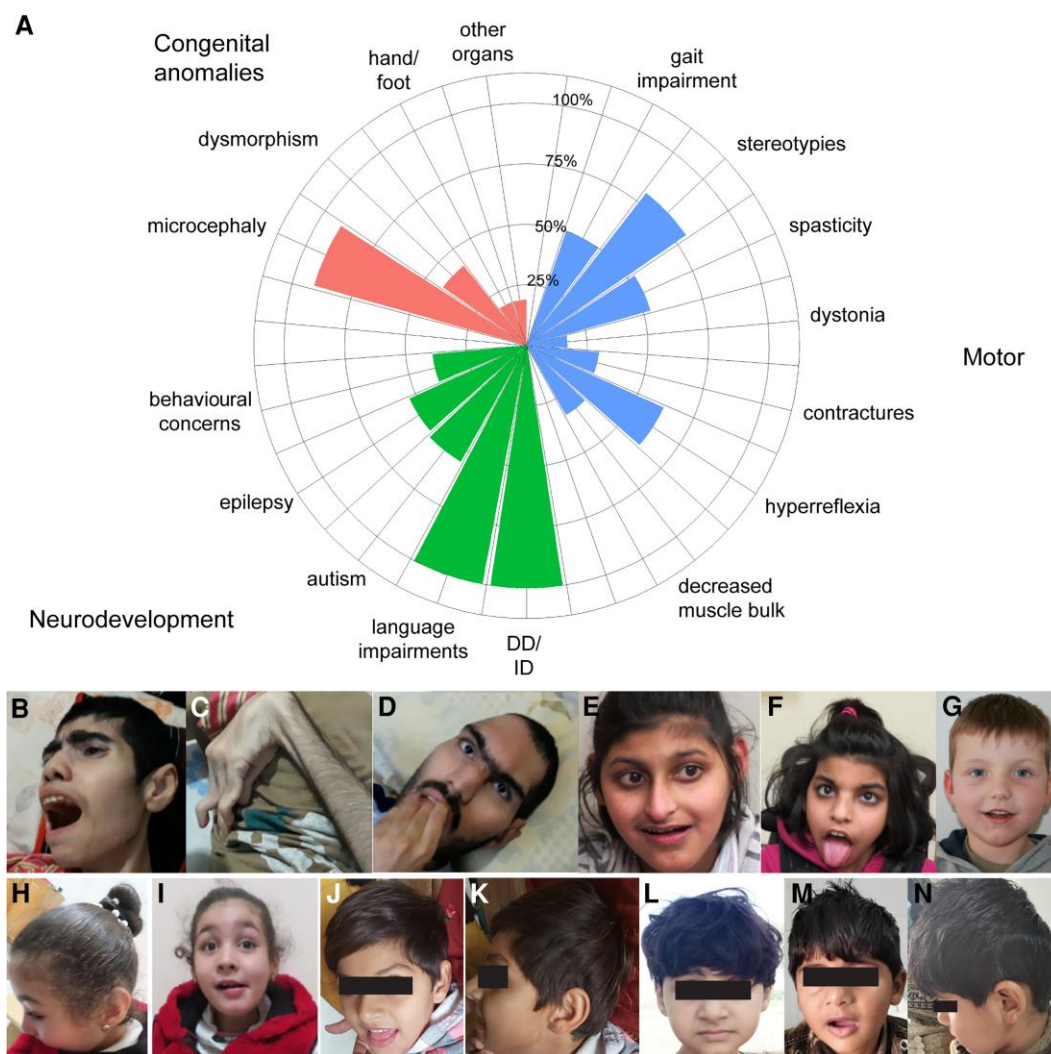 A
Congenital
anomalies
hand/
foot
other
organs
gait
impairment
dysmorphism
100%
stereotypies
75%
microcephaly
spasticity
50%
25%
dystonia
Motor
behavioural
concerns
contractures
epilepsy
hyperreflexia
autism
decreased
muscle bulk
Neurodevelopment
language
impairments
DD/
ID
B C D E F G
H I J K L M N